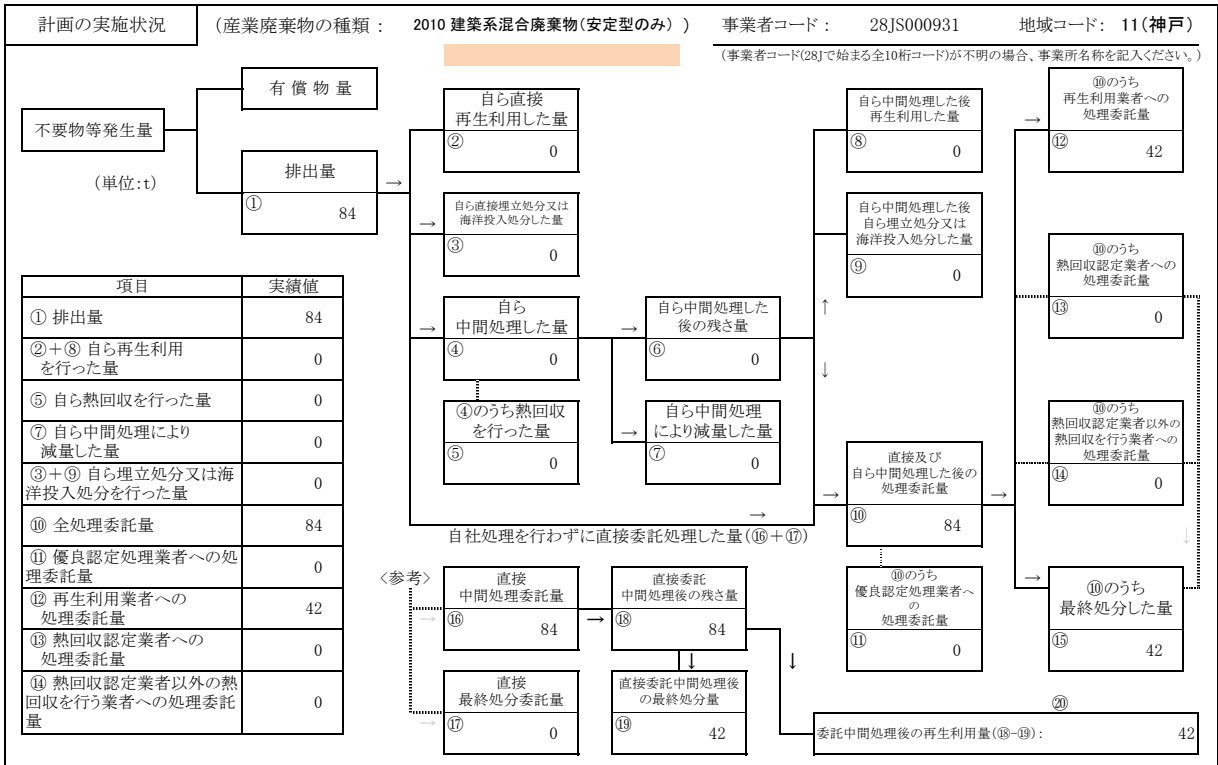 計画の実施状況
(産業廃棄物の種類： 2010 建築系混合廃棄物(安定型のみ) )
事業者コード： 28JS000931
地域コード： 11(神戸)
(事業者コード(28Jで始まる全10桁コード)が不明の場合、事業所名称を記入ください。)
不要物等発生量
(単位:t)
有償物量
排出量
→
① 84
自ら直接
再生利用した量
② 0
→
自ら直接埋立処分又は
海洋投入処分した量
③ 0
→
自ら
中間処理した量
④ 0
④のうち熱回収
を行った量
⑤ 0
→
自ら中間処理した
後の残さ量
⑥ 0
→
自ら中間処理
により減量した量
⑦ 0
自ら中間処理した後
再生利用した量
⑧ 0
自ら中間処理した後
自ら埋立処分又は
海洋投入処分した量
⑨ 0
↑
↓
→
直接及び
自ら中間処理した後の
処理委託量
⑩ 84
→
⑩のうち
優良認定処理業者へ
の
処理委託量
⑪ 0
→
⑩のうち
再生利用業者への
処理委託量
⑫ 42
⑩のうち
熱回収認定業者への
処理委託量
⑬ 0
⑩のうち
熱回収認定業者以外の
熱回収を行う業者への
処理委託量
⑭ 0
↓
→
⑩のうち
最終処分した量
⑮ 42
項目 実績値
① 排出量 84
②＋⑧ 自ら再生利用
を行った量 0
⑤ 自ら熱回収を行った量 0
⑦ 自ら中間処理により
減量した量 0
③＋⑨ 自ら埋立処分又は海
洋投入処分を行った量 0
⑩ 全処理委託量 84
⑪ 優良認定処理業者への処
理委託量 0
⑫ 再生利用業者への
処理委託量 42
⑬ 熱回収認定業者への
処理委託量 0
⑭ 熱回収認定業者以外の熱
回収を行う業者への処理委託
量 0
→
自社処理を行わずに直接委託処理した量(⑯＋⑰)
〈参考〉
→
直接
中間処理委託量
⑯ 84
→
直接委託
中間処理後の残さ量
⑱ 84
↓
↓
→
直接
最終処分委託量
⑰ 0
直接委託中間処理後
の最終処分量
⑲ 42
⑳
委託中間処理後の再生利用量(⑱-⑲)： 42